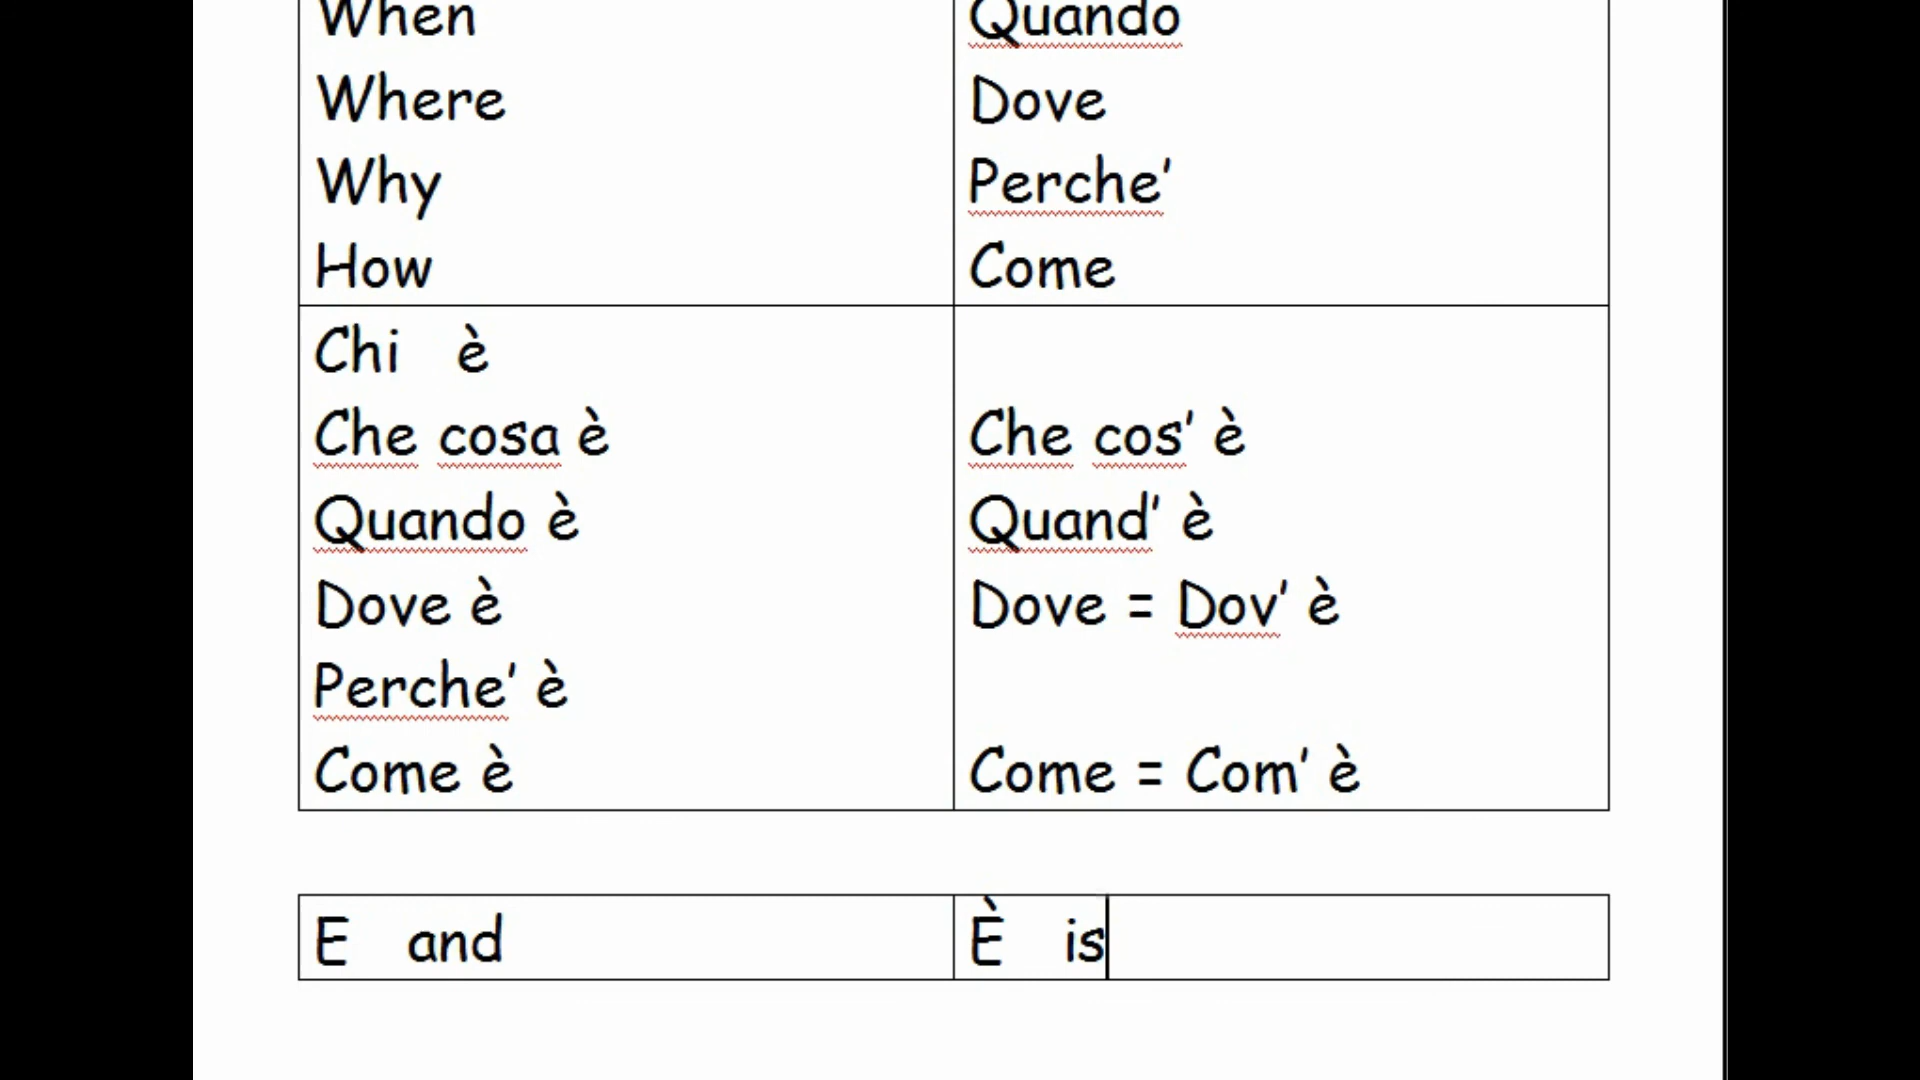 When Quando
Where Dove
Why Perche’
How Come
Chi è
Che cosa è Che cos’ è
Quando è Quand’ è
Dove è Dove = Dov’ è
Perche’ è
Come è Come = Com’ è
E and È is